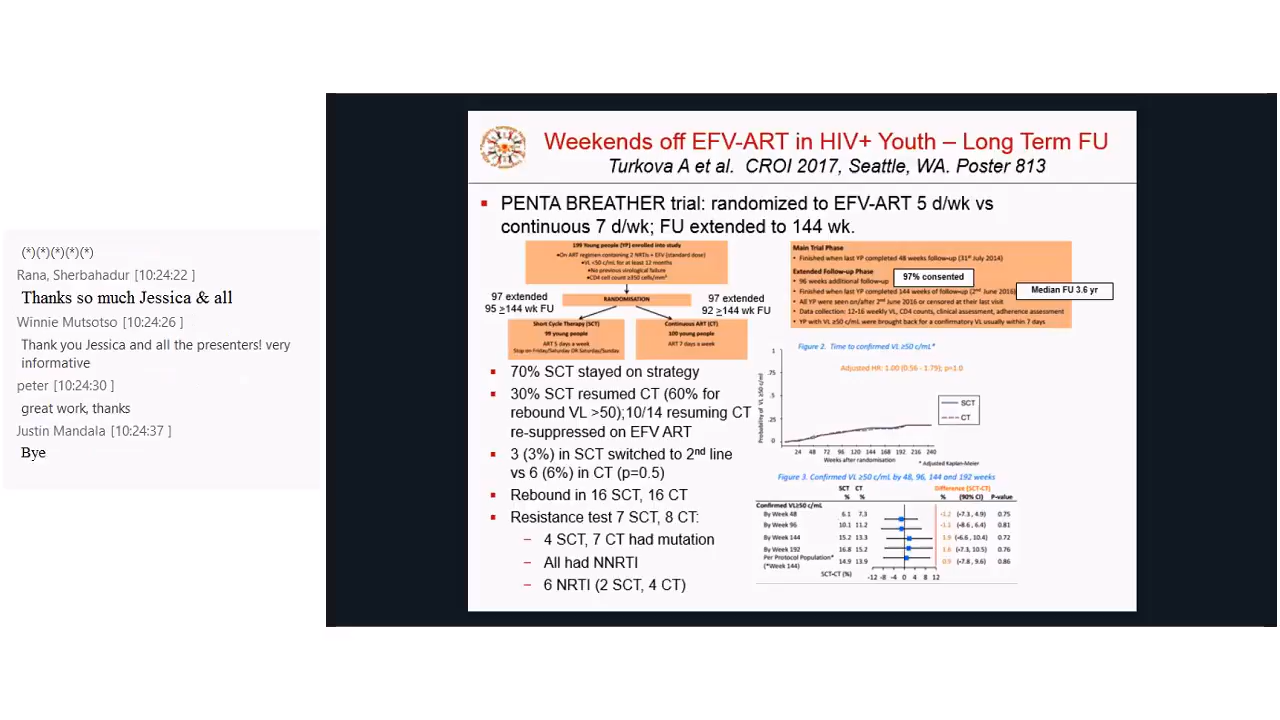 (*)(*)(*)(*)(*)
Rana, Sherbahadur [10:24:22 ]
Thanks so much Jessica & all
Winnie Mutsotso [10:24:26 ]
Thank you Jessica and all the presenters! very
informative
peter [10:24:30 ]
great work, thanks
Justin Mandala [10:24:37 ]
Bye
Weekends off EFV-ART in HIV+ Youth – Long Term FU
Turkova A et al. CROI 2017, Seattle, WA. Poster 813
PENTA BREATHER trial: randomized to EFV-ART 5 d/wk vs
continuous 7 d/wk; FU extended to 144 wk.
199 Young people (YP) enrolled into study
•On ART regimen containing 2 NRTIs + EFV (standard dose)
•VL <50 c/mL for at least 12 months
•No previous virological failure
•CD4 cell count ≥350 cells/mm³
97 extended
95 ≥144 wk FU
RANDOMISATION
97 extended
92 ≥144 wk FU
Short Cycle Therapy (SCT)
99 young people
ART 5 days a week
Stop on Friday/Saturday OR Saturday/Sunday
Continuous ART (CT)
100 young people
ART 7 days a week
70% SCT stayed on strategy
30% SCT resumed CT (60% for
rebound VL >50);10/14 resuming CT
re-suppressed on EFV ART
3 (3%) in SCT switched to 2nd line
vs 6 (6%) in CT (p=0.5)
Rebound in 16 SCT, 16 CT
Resistance test 7 SCT, 8 CT:
– 4 SCT, 7 CT had mutation
– All had NNRTI
– 6 NRTI (2 SCT, 4 CT)
Main Trial Phase
• Finished when last YP completed 48 weeks follow-up (31st July 2014)
Extended Follow-up Phase
97% consented
• 96 weeks additional follow-up
• Finished when last YP completed 144 weeks of follow-up (2nd June 2016)
Median FU 3.6 yr
• All YP were seen on/after 2nd June 2016 or censored at their last visit
• Data collection: 12-16 weekly VL, CD4 counts, clinical assessment, adherence assessment
• YP with VL ≥50 c/mL were brought back for a confirmatory VL usually within 7 days
Figure 2. Time to confirmed VL ≥50 c/mL*
Adjusted HR: 1.00 (0.56 - 1.79); p=1.0
Probability of VL ≥50 c/mL
1
.75
.5
.25
0
SCT
CT
24 48 72 96 120 144 168 192 216 240
Weeks after randomisation
* Adjusted Kaplan-Meier
Figure 3. Confirmed VL ≥50 c/mL by 48, 96, 144 and 192 weeks
SCT CT Difference (SCT-CT)
% % % (90% CI) P-value
Confirmed VL≥50 c/mL
By Week 48 6.1 7.3 -1.2 (-7.3, 4.9) 0.75
By Week 96 10.1 11.2 -1.1 (-8.6, 6.4) 0.81
By Week 144 15.2 13.3 1.9 (-6.6, 10.4) 0.72
By Week 192 16.8 15.2 1.6 (-7.3, 10.5) 0.76
Per Protocol Population*
(*Week 144) 14.9 13.9 0.9 (-7.8, 9.6) 0.86
SCT-CT (%) -12 -8 -4 0 4 8 12